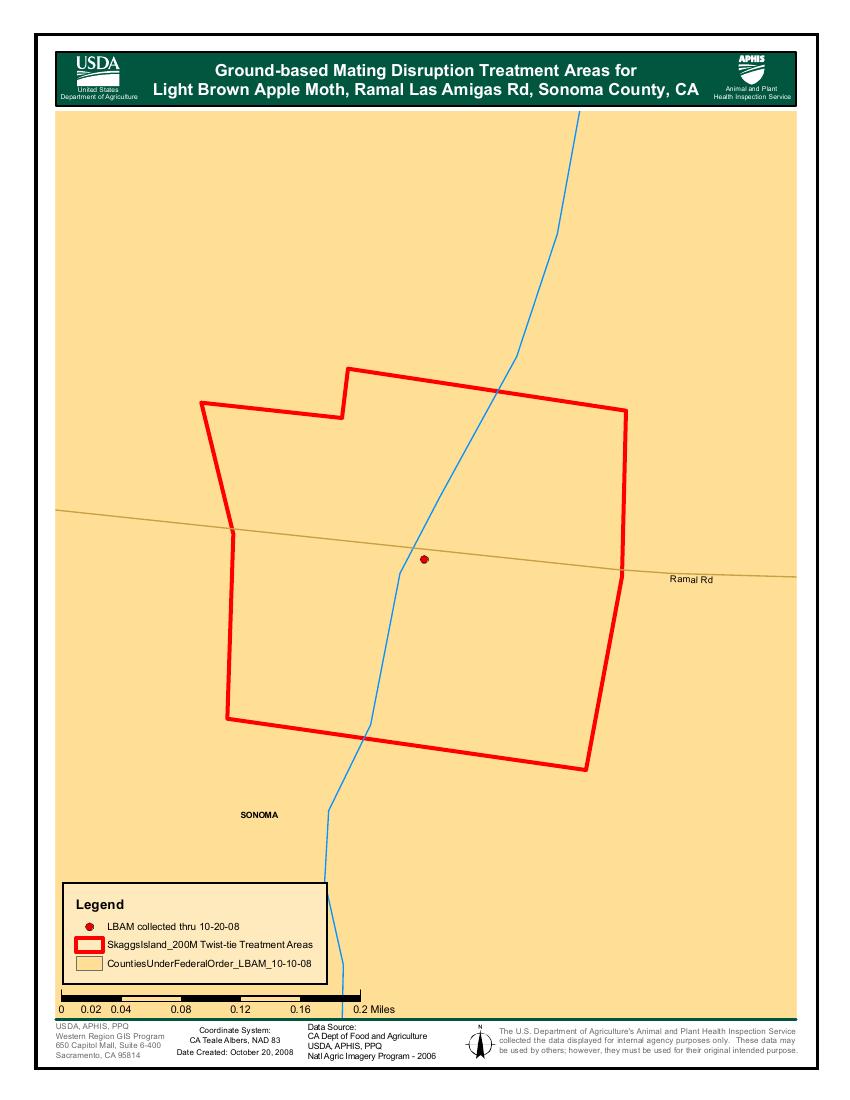 USDA
United States
Department of Agriculture
Ground-based Mating Disruption Treatment Areas for
Light Brown Apple Moth, Ramal Las Amigas Rd, Sonoma County, CA
APHIS
Animal and Plant
Health Inspection Service
Ramal Rd
SONOMA
Legend
LBAM collected thru 10-20-08
SkaggsIsland_200M Twist-tie Treatment Areas
CountiesUnderFederalOrder_LBAM_10-10-08
0 0.02 0.04 0.08 0.12 0.16 0.2 Miles
USDA, APHIS, PPQ
Western Region GIS Program
650 Capitol Mall, Suite 6-400
Sacramento, CA 95814
Coordinate System:
CA Teale Albers, NAD 83
Date Created: October 20, 2008
Data Source:
CA Dept of Food and Agriculture
USDA, APHIS, PPQ
Natl Agric Imagery Program - 2006
N
The U.S. Department of Agriculture's Animal and Plant Health Inspection Service
collected the data displayed for internal agency purposes only. These data may
be used by others; however, they must be used for their original intended purpose.